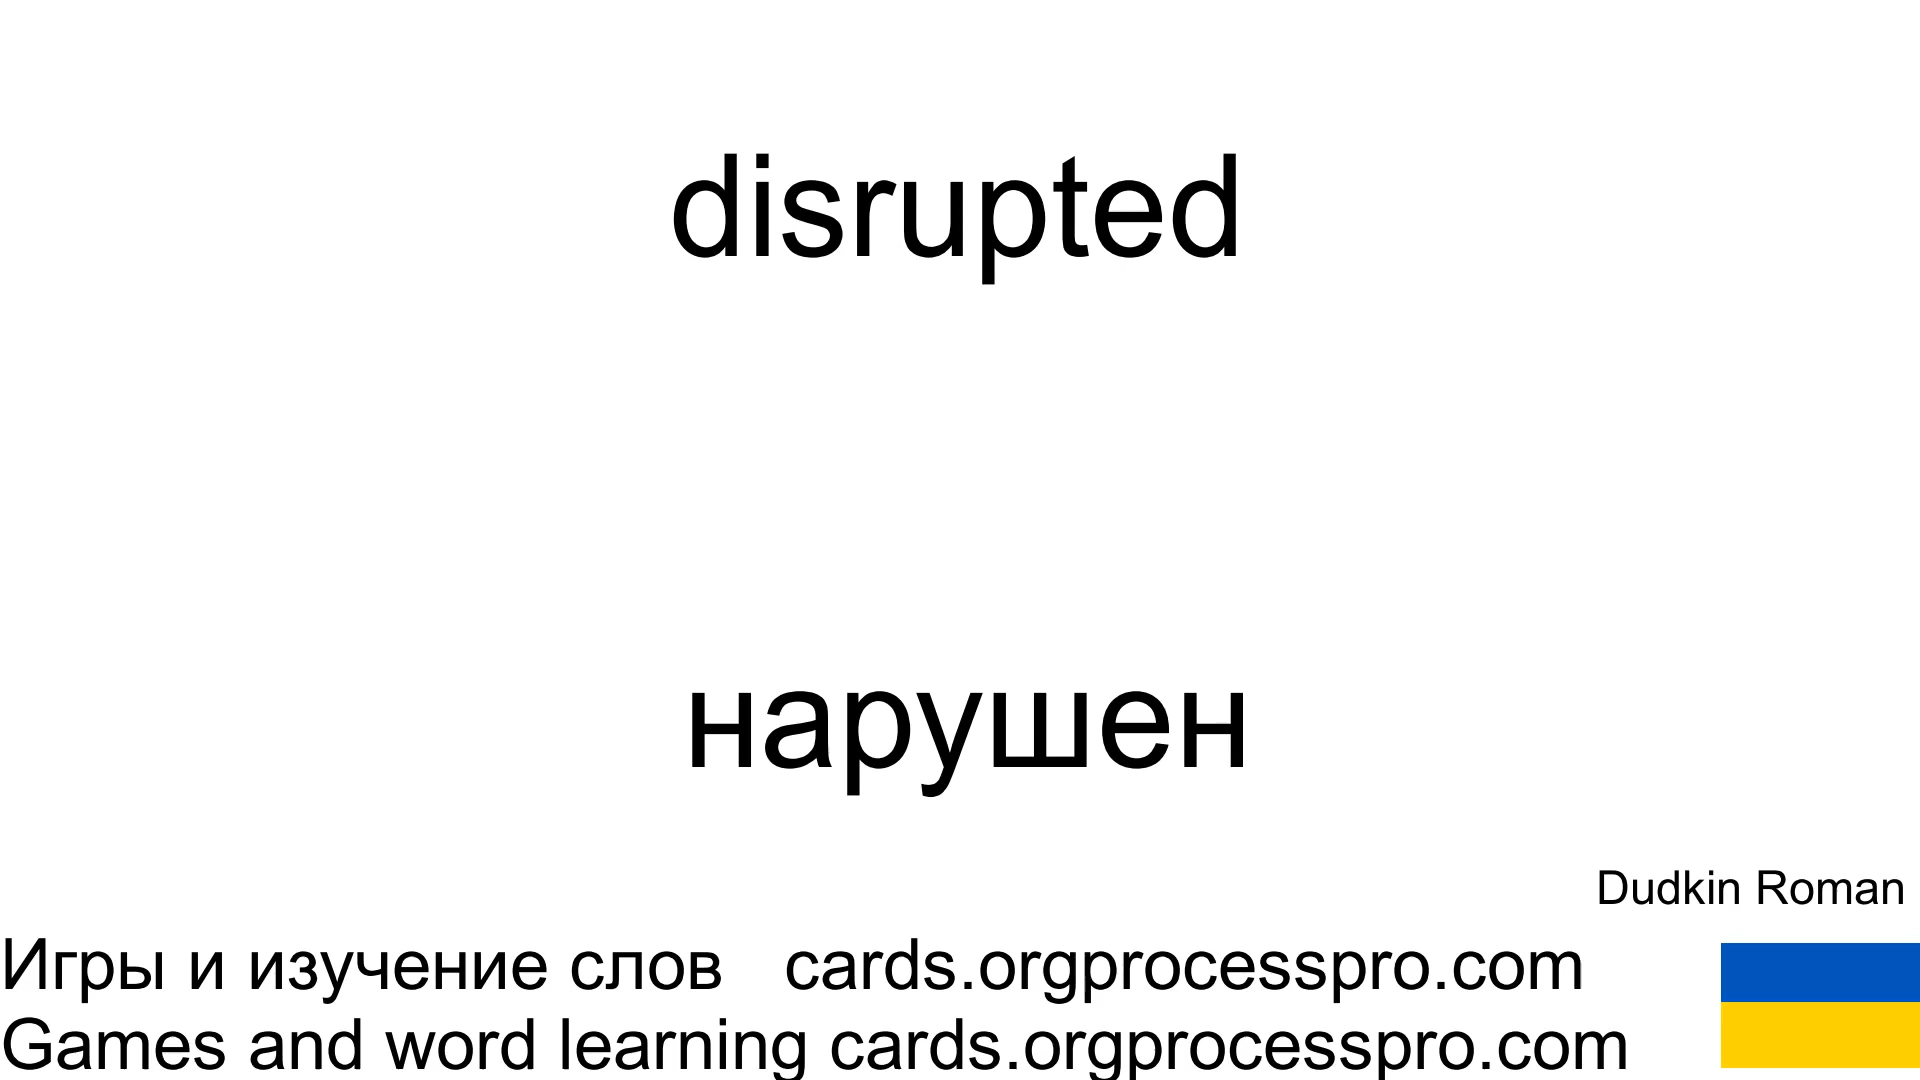 disrupted
нарушен
Dudkin Roman
Игры и изучение слов cards.orgprocesspro.com
Games and word learning cards.orgprocesspro.com